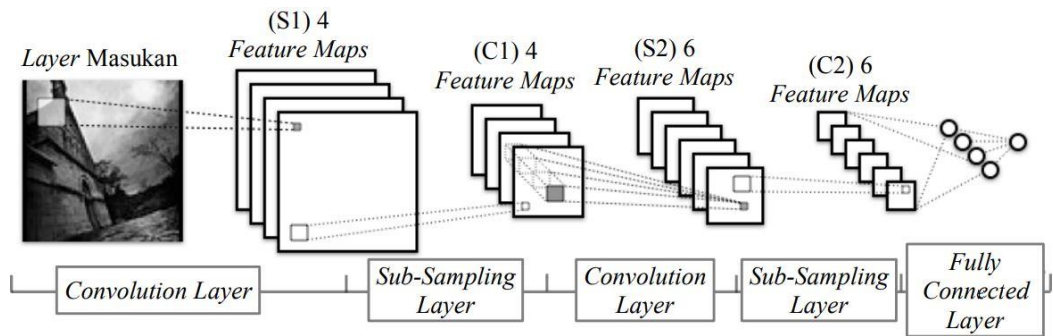 Layer Masukan
(S1) 4
Feature Maps
(C1) 4
Feature Maps
(S2) 6
Feature Maps
(C2) 6
Feature Maps
Convolution Layer
Sub-Sampling
Layer
Convolution
Layer
Sub-Sampling
Layer
Fully
Connected
Layer